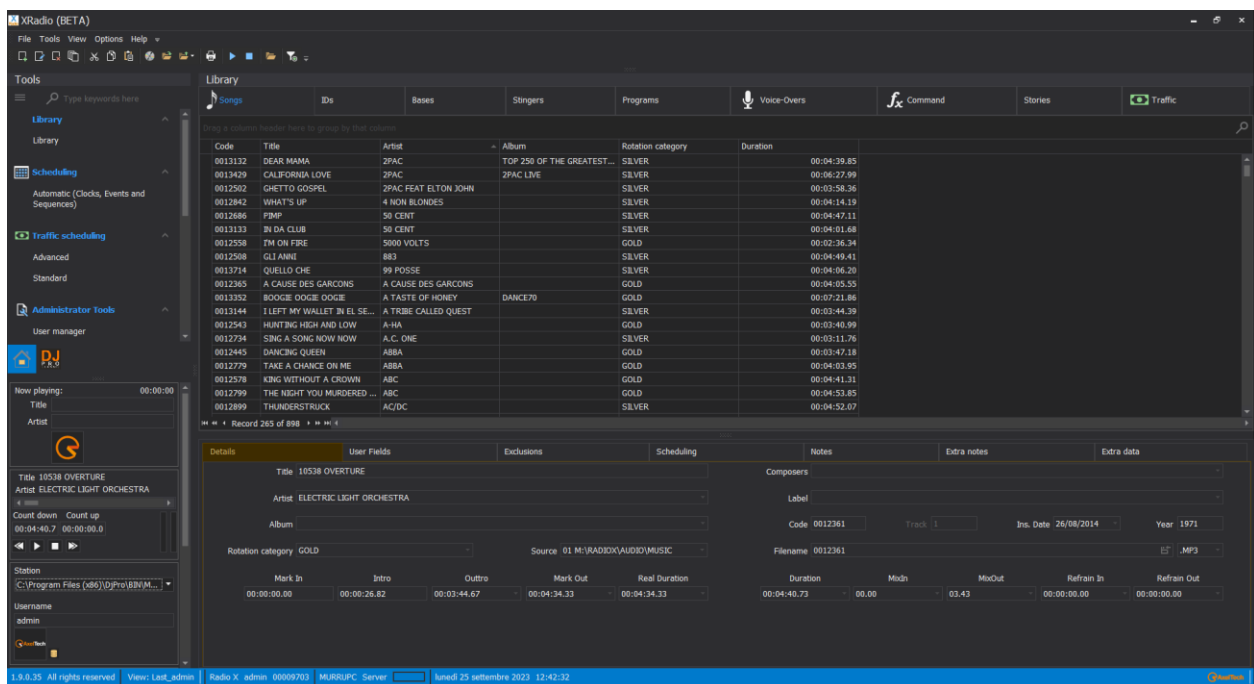 XRadio (BETA)
File Tools View Options Help
Tools
Type keywords here
Library
Library
Scheduling
Automatic (Clocks, Events and
Sequences)
Traffic scheduling
Advanced
Standard
Administrator Tools
User manager
DJ
PRO
Now playing: 00:00:00
Title
Artist
Title 10538 OVERTURE
Artist ELECTRIC LIGHT ORCHESTRA
Count down Count up
00:04:40.7 00:00:00.0
Station
C:\Program Files (x86)\DjPro\BIN\M...
Username
admin
AxelTech
Library
Songs IDs Bases Stingers Programs Voice-Overs fx Command Stories Traffic
Drag a column header here to group by that column
Code Title Artist Album Rotation category Duration
0013132 DEAR MAMA 2PAC TOP 250 OF THE GREATEST... SILVER 00:04:39.85
0013429 CALIFORNIA LOVE 2PAC 2PAC LIVE SILVER 00:06:27.99
0012502 GHETTO GOSPEL 2PAC FEAT ELTON JOHN SILVER 00:03:58.36
0012842 WHAT'S UP 4 NON BLONDES SILVER 00:04:14.19
0012686 PIMP 50 CENT SILVER 00:04:47.11
0013133 IN DA CLUB 50 CENT SILVER 00:04:01.68
0012558 I'M ON FIRE 5000 VOLTS GOLD 00:02:36.34
0012508 GLI ANNI 883 SILVER 00:04:49.41
0013714 QUELLO CHE 99 POSSE SILVER 00:04:06.20
0012365 A CAUSE DES GARCONS A CAUSE DES GARCONS GOLD 00:04:05.55
0013352 BOOGIE OOGIE OOGIE A TASTE OF HONEY DANCE70 GOLD 00:07:21.86
0013144 I LEFT MY WALLET IN EL SE... A TRIBE CALLED QUEST SILVER 00:03:44.39
0012543 HUNTING HIGH AND LOW A-HA GOLD 00:03:40.99
0012734 SING A SONG NOW NOW A.C. ONE SILVER 00:03:11.76
0012445 DANCING QUEEN ABBA GOLD 00:03:47.18
0012779 TAKE A CHANCE ON ME ABBA GOLD 00:04:03.95
0012578 KING WITHOUT A CROWN ABC GOLD 00:04:41.31
0012799 THE NIGHT YOU MURDERED ... ABC GOLD 00:04:53.85
0012899 THUNDERSTRUCK AC/DC SILVER 00:04:52.07
Record 265 of 898
Details User Fields Exclusions Scheduling Notes Extra notes Extra data
Title 10538 OVERTURE Composers
Artist ELECTRIC LIGHT ORCHESTRA Label
Album Code 0012361 Track 1 Ins. Date 26/08/2014 Year 1971
Rotation category GOLD Source 01 M:\RADIOX\AUDIO\MUSIC Filename 0012361 .MP3
Mark In Intro Outtro Mark Out Real Duration Duration MixIn MixOut Refrain In Refrain Out
00:00:00.00 00:00:26.82 00:03:44.67 00:04:34.33 00:04:34.33 00:04:40.73 00.00 03.43 00:00:00.00 00:00:00.00
1.9.0.35 All rights reserved View: Last_admin Radio X admin 00009703 MURRUPC Server lunedì 25 settembre 2023 12:42:32 AxelTech